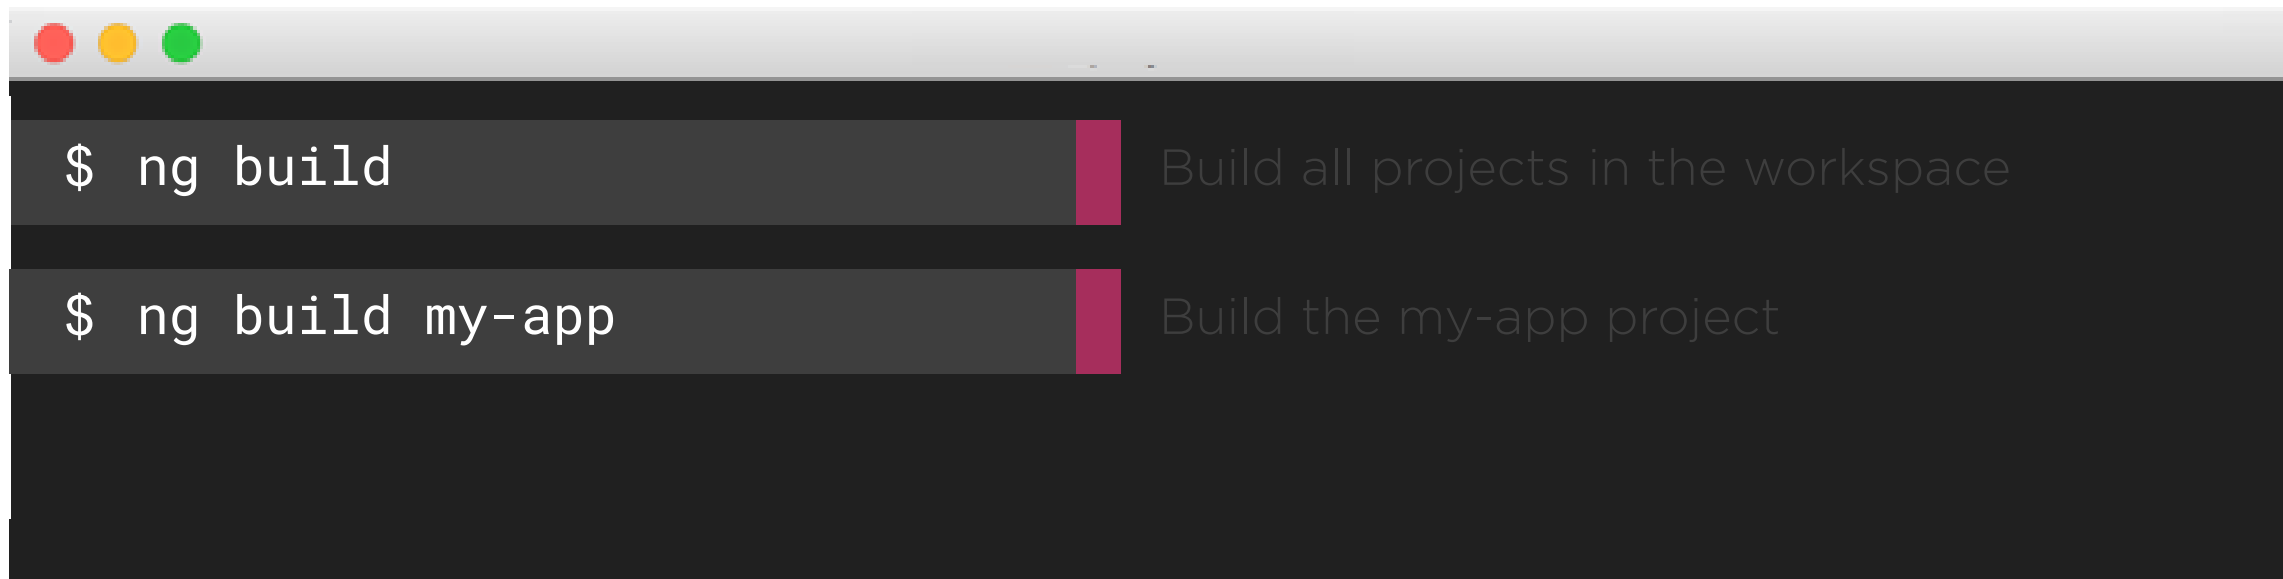 $ ng build
Build all projects in the workspace
$ ng build my-app
Build the my-app project